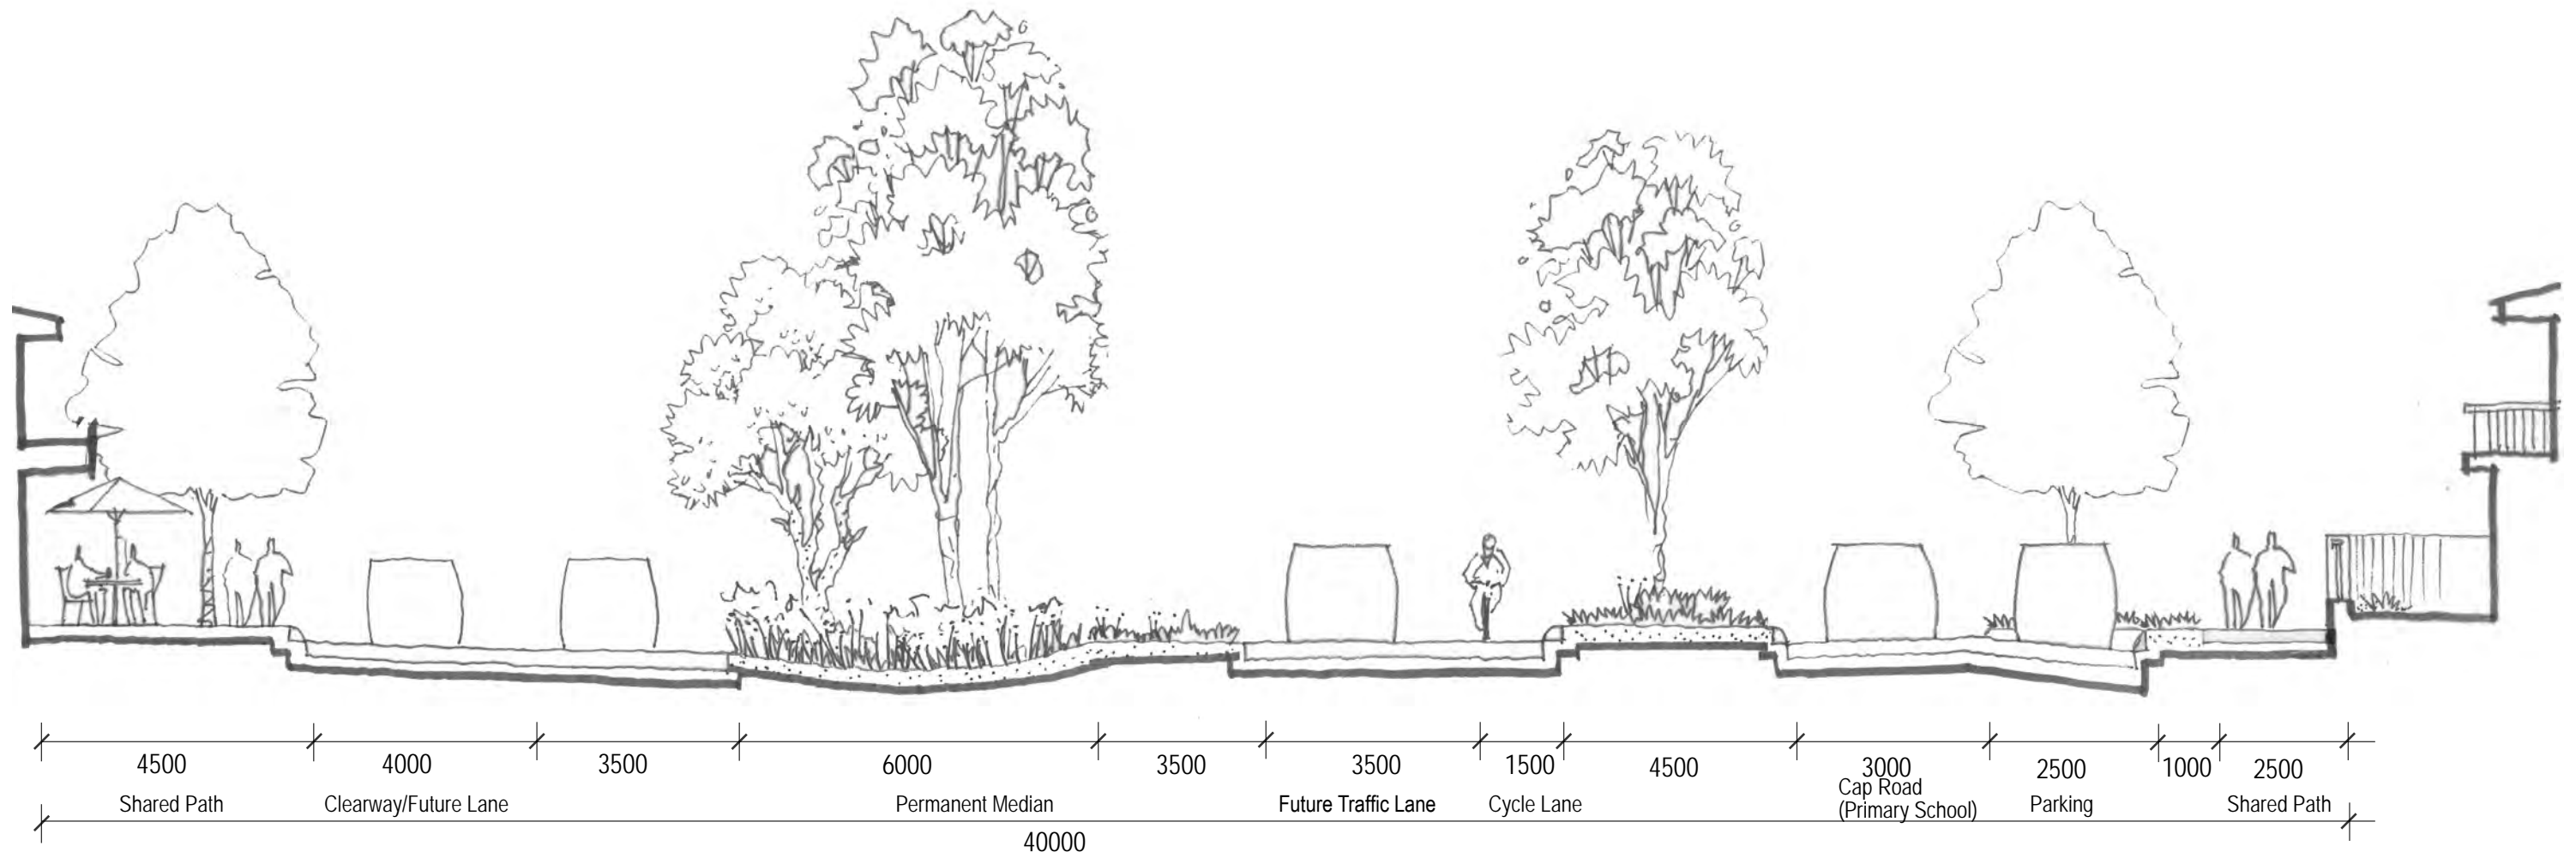 4500 4000 3500 6000 3500 3500 1500 4500 3000 2500 1000 2500
Shared Path Clearway/Future Lane Permanent Median Future Traffic Lane Cycle Lane Cap Road Parking Shared Path
(Primary School)
40000